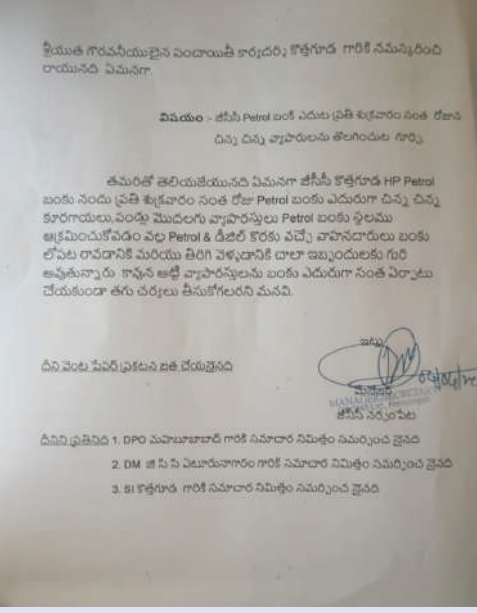 శ్రీయుత గౌరవనీయులైన పంచాయితీ కార్యదర్శి కొత్తగూడ గారికి నమస్కరించి
రాయునది ఏమనగా
విషయం :- జీసీసీ Petrol బంక్ ఎదుట ప్రతి శుక్రవారం సంత రోజున
చిన్న చిన్న వ్యాపారులను తొలగించుట గూర్చి.
తమరితో తెలియజేయునది ఏమనగా జీసీసీ కొత్తగూడ HP Petrol
బంకు నందు ప్రతి శుక్రవారం సంత రోజు Petrol బంకు ఎదురుగా చిన్న చిన్న
కూరగాయలు,పండ్లు మొదలగు వ్యాపారస్తులు Petrol బంకు స్థలము
ఆక్రమించుకోవడం వల్ల Petrol & డీజిల్ కొరకు వచ్చే వాహనదారులు బంకు
లోపట రావడానికి మరియు తిరిగి వెళ్ళడానికి చాలా ఇబ్బందులకు గురి
అవుతున్నారు. కావున అట్టి వ్యాపారస్తులను బంకు ఎదురుగా సంత ఏర్పాటు
చేయకుండా తగు చర్యలు తీసుకోగలరని మనవి.
ఇట్లు
దీని వెంట పేపర్ ప్రకటన జత చేయనైనది
మేనేజర్
జీసీసీ నర్సంపేట
దీనిని ప్రతినిధి 1. DPO మహబూబాబాద్ గారికి సమాచార నిమిత్తం సమర్పించ నైనది
2. DM జి సి సి ఏటూరునాగారం గారికి సమాచార నిమిత్తం సమర్పించ నైనది
3. SI కొత్తగూడ గారికి సమాచార నిమిత్తం సమర్పించ నైనది